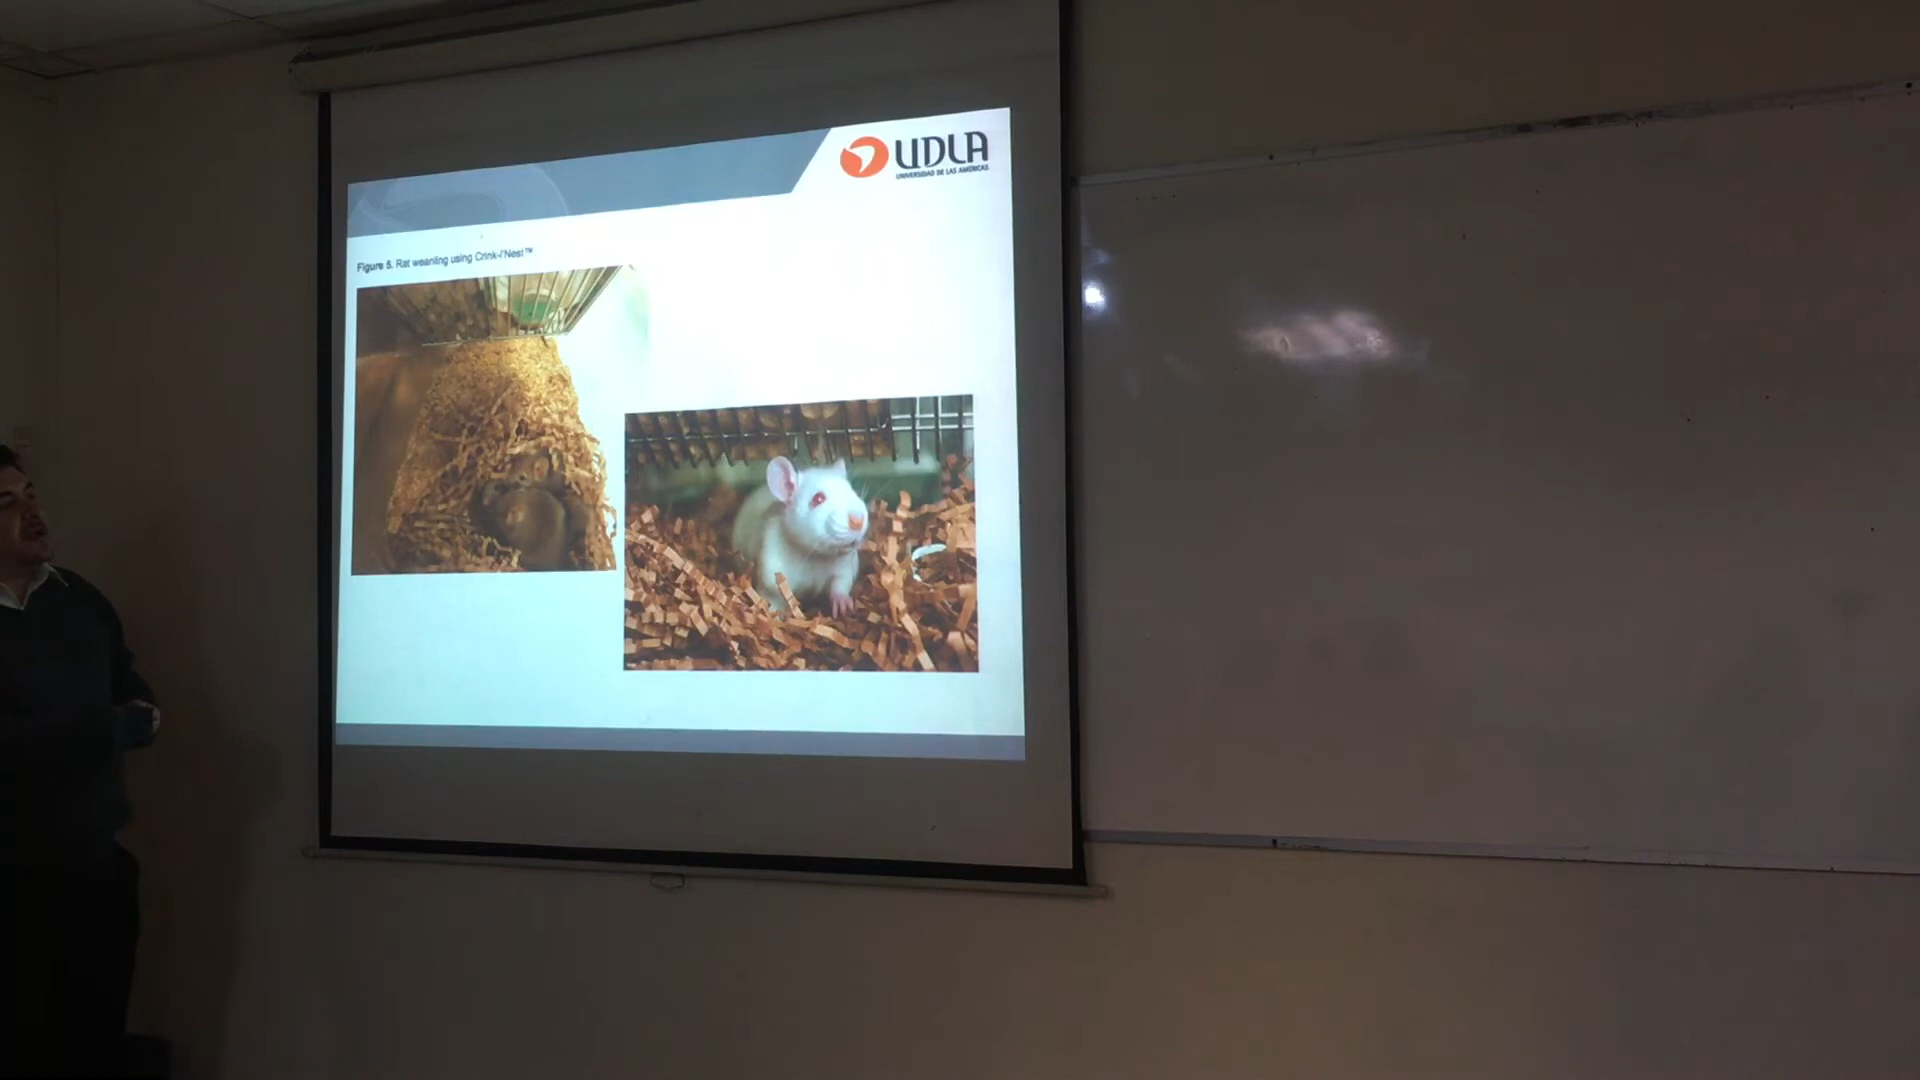 UDLA
UNIVERSIDAD DE LAS AMÉRICAS
Figure 5. Rat weanling using Crink-l'Nest™